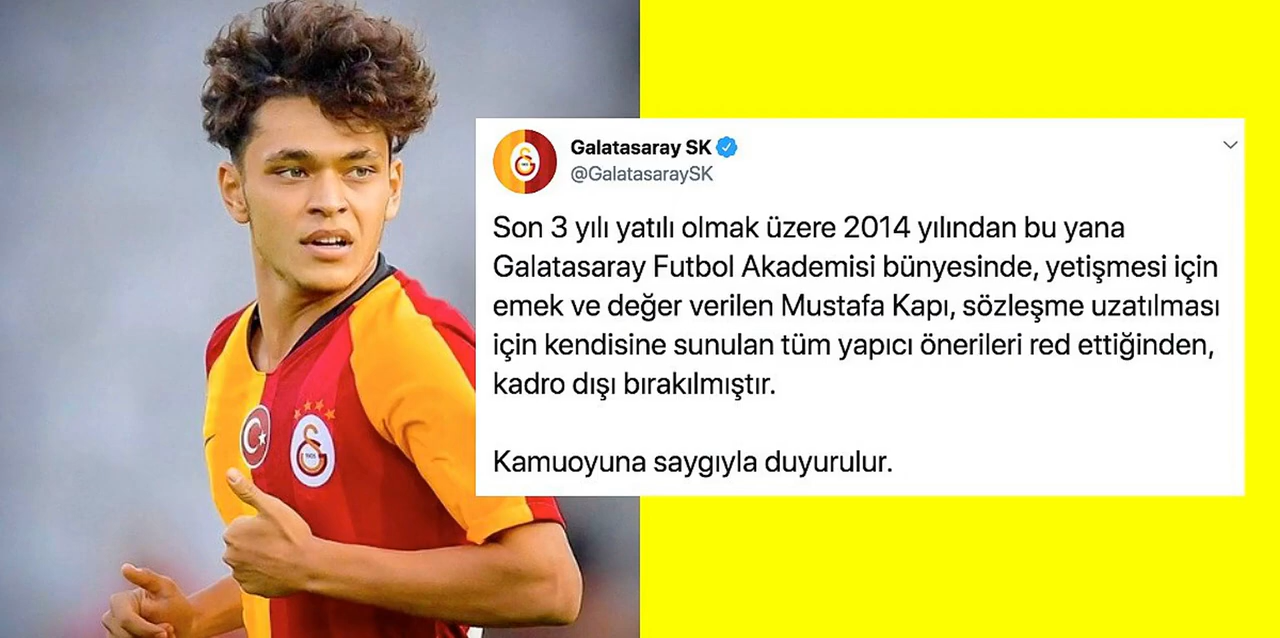 Galatasaray SK
@GalatasaraySK
Son 3 yılı yatılı olmak üzere 2014 yılından bu yana
Galatasaray Futbol Akademisi bünyesinde, yetişmesi için
emek ve değer verilen Mustafa Kapı, sözleşme uzatılması
için kendisine sunulan tüm yapıcı önerileri red ettiğinden,
kadro dışı bırakılmıştır.
Kamuoyuna saygıyla duyurulur.